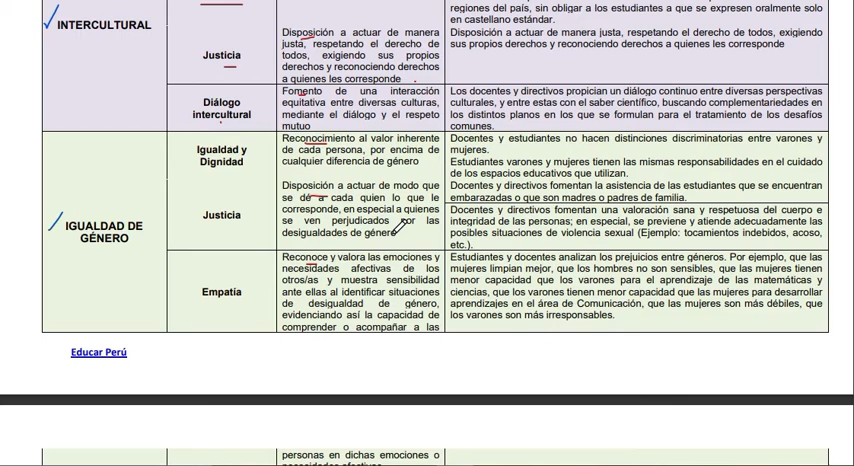 regiones del país, sin obligar a los estudiantes a que se expresen oralmente solo
en castellano estándar.
INTERCULTURAL
Justicia
Disposición a actuar de manera
justa, respetando el derecho de
todos, exigiendo sus propios
derechos y reconociendo derechos
a quienes les corresponde
Disposición a actuar de manera justa, respetando el derecho de todos, exigiendo
sus propios derechos y reconociendo derechos a quienes les corresponde
Diálogo
intercultural
Fomento de una interacción
equitativa entre diversas culturas,
mediante el diálogo y el respeto
mutuo
Los docentes y directivos propician un diálogo continuo entre diversas perspectivas
culturales, y entre estas con el saber científico, buscando complementariedades en
los distintos planos en los que se formulan para el tratamiento de los desafíos
comunes.
IGUALDAD DE
GÉNERO
Igualdad y
Dignidad
Reconocimiento al valor inherente
de cada persona, por encima de
cualquier diferencia de género
Docentes y estudiantes no hacen distinciones discriminatorias entre varones y
mujeres.
Estudiantes varones y mujeres tienen las mismas responsabilidades en el cuidado
de los espacios educativos que utilizan.
Justicia
Disposición a actuar de modo que
se dé a cada quien lo que le
corresponde, en especial a quienes
se ven perjudicados por las
desigualdades de género
Docentes y directivos fomentan la asistencia de las estudiantes que se encuentran
embarazadas o que son madres o padres de familia.
Docentes y directivos fomentan una valoración sana y respetuosa del cuerpo e
integridad de las personas; en especial, se previene y atiende adecuadamente las
posibles situaciones de violencia sexual (Ejemplo: tocamientos indebidos, acoso,
etc.).
Empatía
Reconoce y valora las emociones y
necesidades afectivas de los
otros/as y muestra sensibilidad
ante ellas al identificar situaciones
de desigualdad de género,
evidenciando así la capacidad de
comprender o acompañar a las
Estudiantes y docentes analizan los prejuicios entre géneros. Por ejemplo, que las
mujeres limpian mejor, que los hombres no son sensibles, que las mujeres tienen
menor capacidad que los varones para el aprendizaje de las matemáticas y
ciencias, que los varones tienen menor capacidad que las mujeres para desarrollar
aprendizajes en el área de Comunicación, que las mujeres son más débiles, que
los varones son más irresponsables.
Educar Perú
personas en dichas emociones o